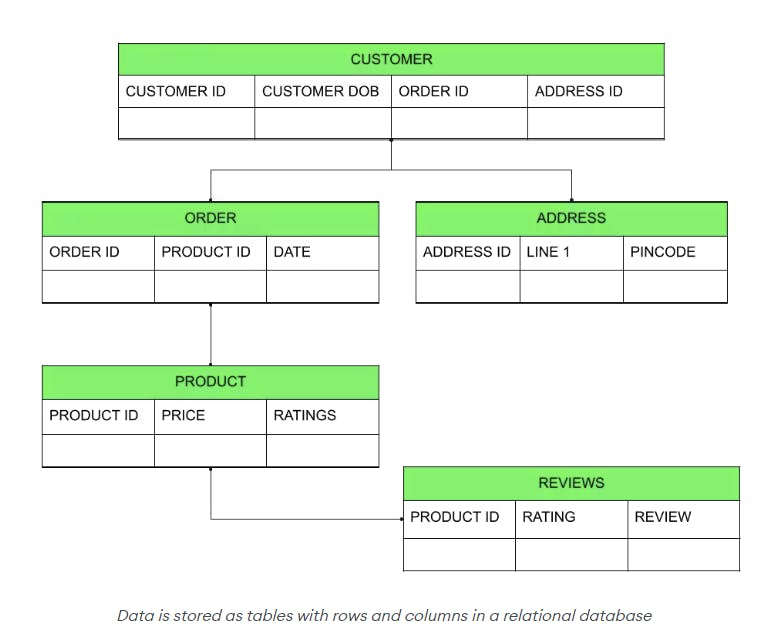 CUSTOMER
CUSTOMER ID CUSTOMER DOB ORDER ID ADDRESS ID
ORDER
ORDER ID PRODUCT ID DATE
ADDRESS
ADDRESS ID LINE 1 PINCODE
PRODUCT
PRODUCT ID PRICE RATINGS
REVIEWS
PRODUCT ID RATING REVIEW
Data is stored as tables with rows and columns in a relational database